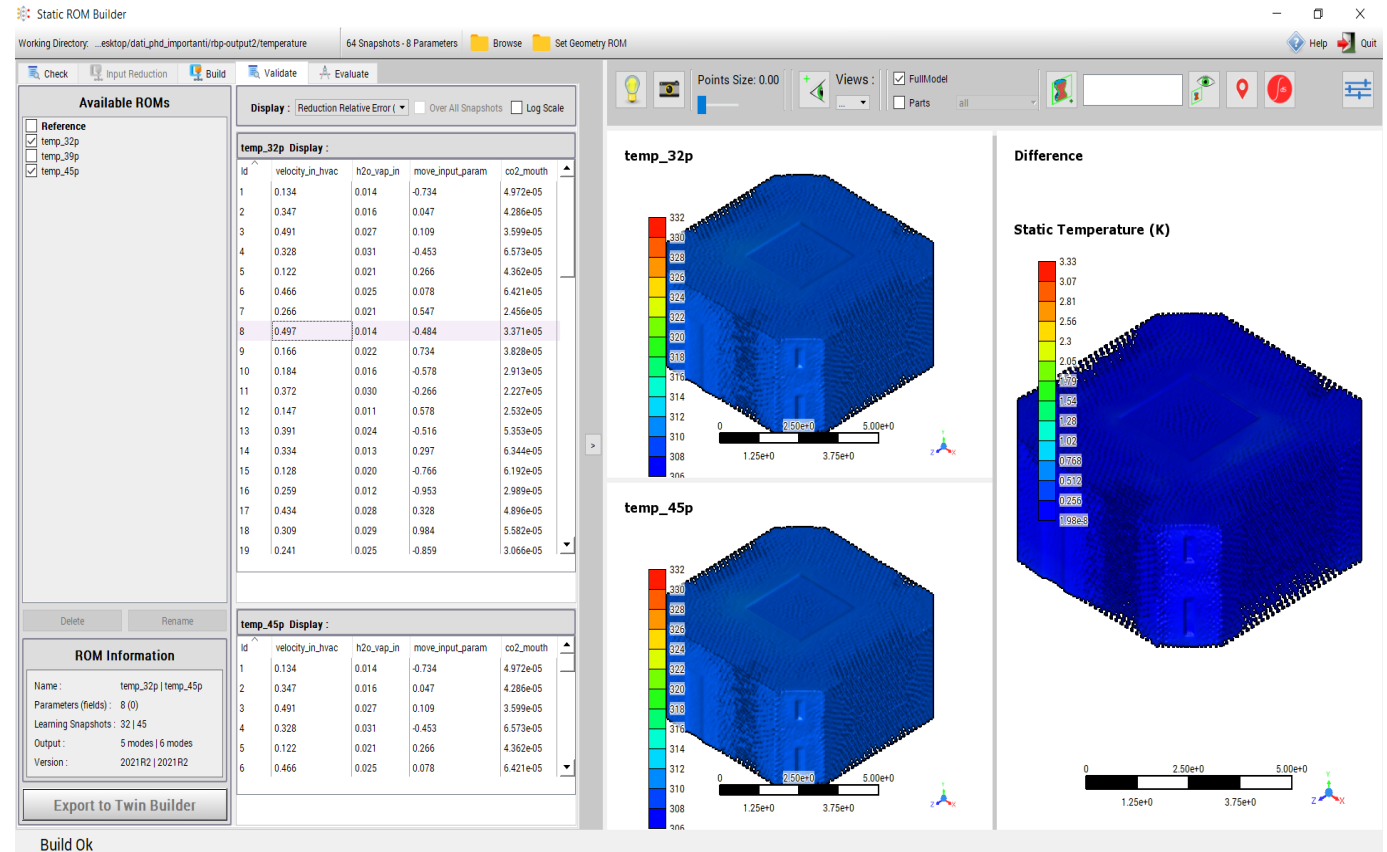 Static ROM Builder
Working Directory: ...esktop/dati_phd_importanti/rbp-output2/temperature 64 Snapshots - 8 Parameters Browse Set Geometry ROM Help Quit
Check Input Reduction Build Validate Evaluate
Available ROMs
Reference
temp_32p
temp_39p
temp_45p
Delete Rename
ROM Information
Name : temp_32p | temp_45p
Parameters (fields) : 8 (0)
Learning Snapshots : 32 | 45
Output : 5 modes | 6 modes
Version : 2021R2 | 2021R2
Export to Twin Builder
Build Ok
Display : Reduction Relative Error ( Over All Snapshots Log Scale
temp_32p Display :
Id velocity_in_hvac h2o_vap_in move_input_param co2_mouth
1 0.134 0.014 -0.734 4.972e-05
2 0.347 0.016 0.047 4.286e-05
3 0.491 0.027 0.109 3.599e-05
4 0.328 0.031 -0.453 6.573e-05
5 0.122 0.021 0.266 4.362e-05
6 0.466 0.025 0.078 6.421e-05
7 0.266 0.021 0.547 2.456e-05
8 0.497 0.014 -0.484 3.371e-05
9 0.166 0.022 0.734 3.828e-05
10 0.184 0.016 -0.578 2.913e-05
11 0.372 0.030 -0.266 2.227e-05
12 0.147 0.011 0.578 2.532e-05
13 0.391 0.024 -0.516 5.353e-05
14 0.334 0.013 0.297 6.344e-05
15 0.128 0.020 -0.766 6.192e-05
16 0.259 0.012 -0.953 2.989e-05
17 0.434 0.028 0.328 4.896e-05
18 0.309 0.029 0.984 5.582e-05
19 0.241 0.025 -0.859 3.066e-05
temp_45p Display :
Id velocity_in_hvac h2o_vap_in move_input_param co2_mouth
1 0.134 0.014 -0.734 4.972e-05
2 0.347 0.016 0.047 4.286e-05
3 0.491 0.027 0.109 3.599e-05
4 0.328 0.031 -0.453 6.573e-05
5 0.122 0.021 0.266 4.362e-05
6 0.466 0.025 0.078 6.421e-05
>
Points Size: 0.00 Views : ... FullModel
Parts all
temp_32p
332
330
328
326
324
322
320
318
316
314
312
310
308
306
0 2.50e+0 5.00e+0
1.25e+0 3.75e+0
Y
Z X
temp_45p
332
330
328
326
324
322
320
318
316
314
312
310
308
306
0 2.50e+0 5.00e+0
1.25e+0 3.75e+0
Y
Z X
Difference
Static Temperature (K)
3.33
3.07
2.81
2.56
2.3
2.05
1.79
1.54
1.28
1.02
0.768
0.512
0.256
1.98e-8
0 2.50e+0 5.00e+0
1.25e+0 3.75e+0
Y
Z X